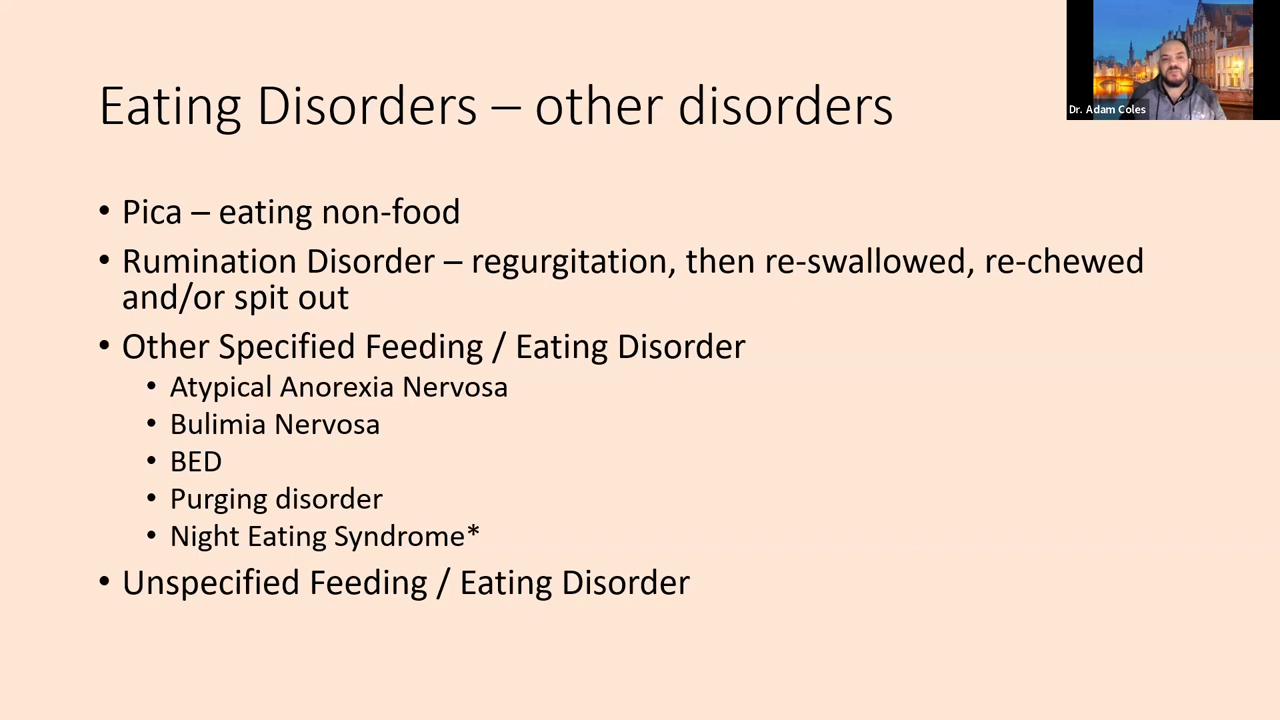 Eating Disorders – other disorders
Dr. Adam Coles
• Pica – eating non-food
• Rumination Disorder – regurgitation, then re-swallowed, re-chewed
and/or spit out
• Other Specified Feeding / Eating Disorder
• Atypical Anorexia Nervosa
• Bulimia Nervosa
• BED
• Purging disorder
• Night Eating Syndrome*
• Unspecified Feeding / Eating Disorder